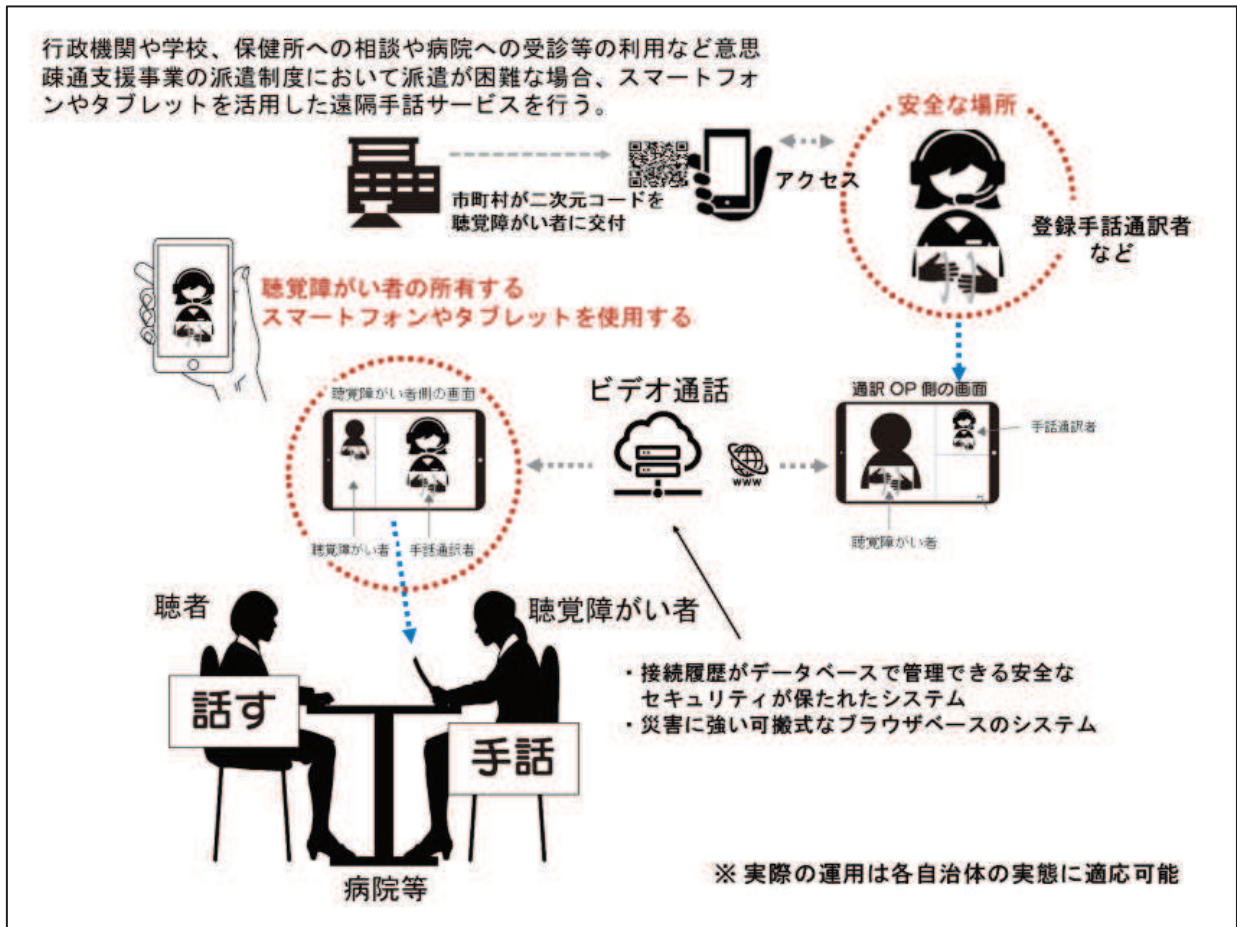 行政機関や学校、保健所への相談や病院への受診等の利用など意思
疎通支援事業の派遣制度において派遣が困難な場合、スマートフォ
ンやタブレットを活用した遠隔手話サービスを行う。
安全な場所
アクセス
市町村が二次元コードを
聴覚障がい者に交付
登録手話通訳者
など
聴覚障がい者の所有する
スマートフォンやタブレットを使用する
聴覚障がい者側の画面
ビデオ通話
通訳 OP 側の画面
手話通訳者
WWW
聴覚障がい者
手話通訳者
聴覚障がい者
聴者
聴覚障がい者
話す
手話
・接続履歴がデータベースで管理できる安全な
セキュリティが保たれたシステム
・災害に強い可搬式なブラウザベースのシステム
病院等
※ 実際の運用は各自治体の実態に適応可能